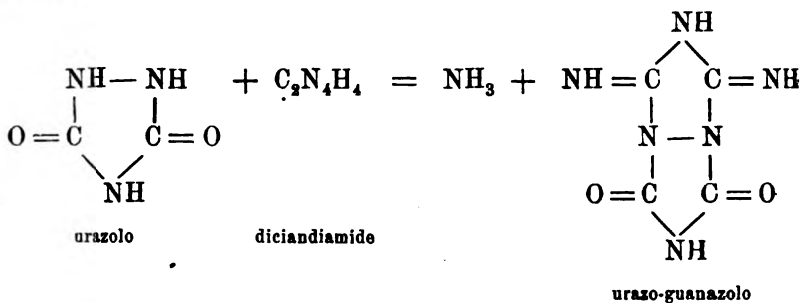 NH
NH — NH + C₂N₄H₄ = NH₃ + NH = C C = NH
O = C C = O N — N
NH O = C C = O
NH
urazolo diciandiamide
urazo-guanazolo